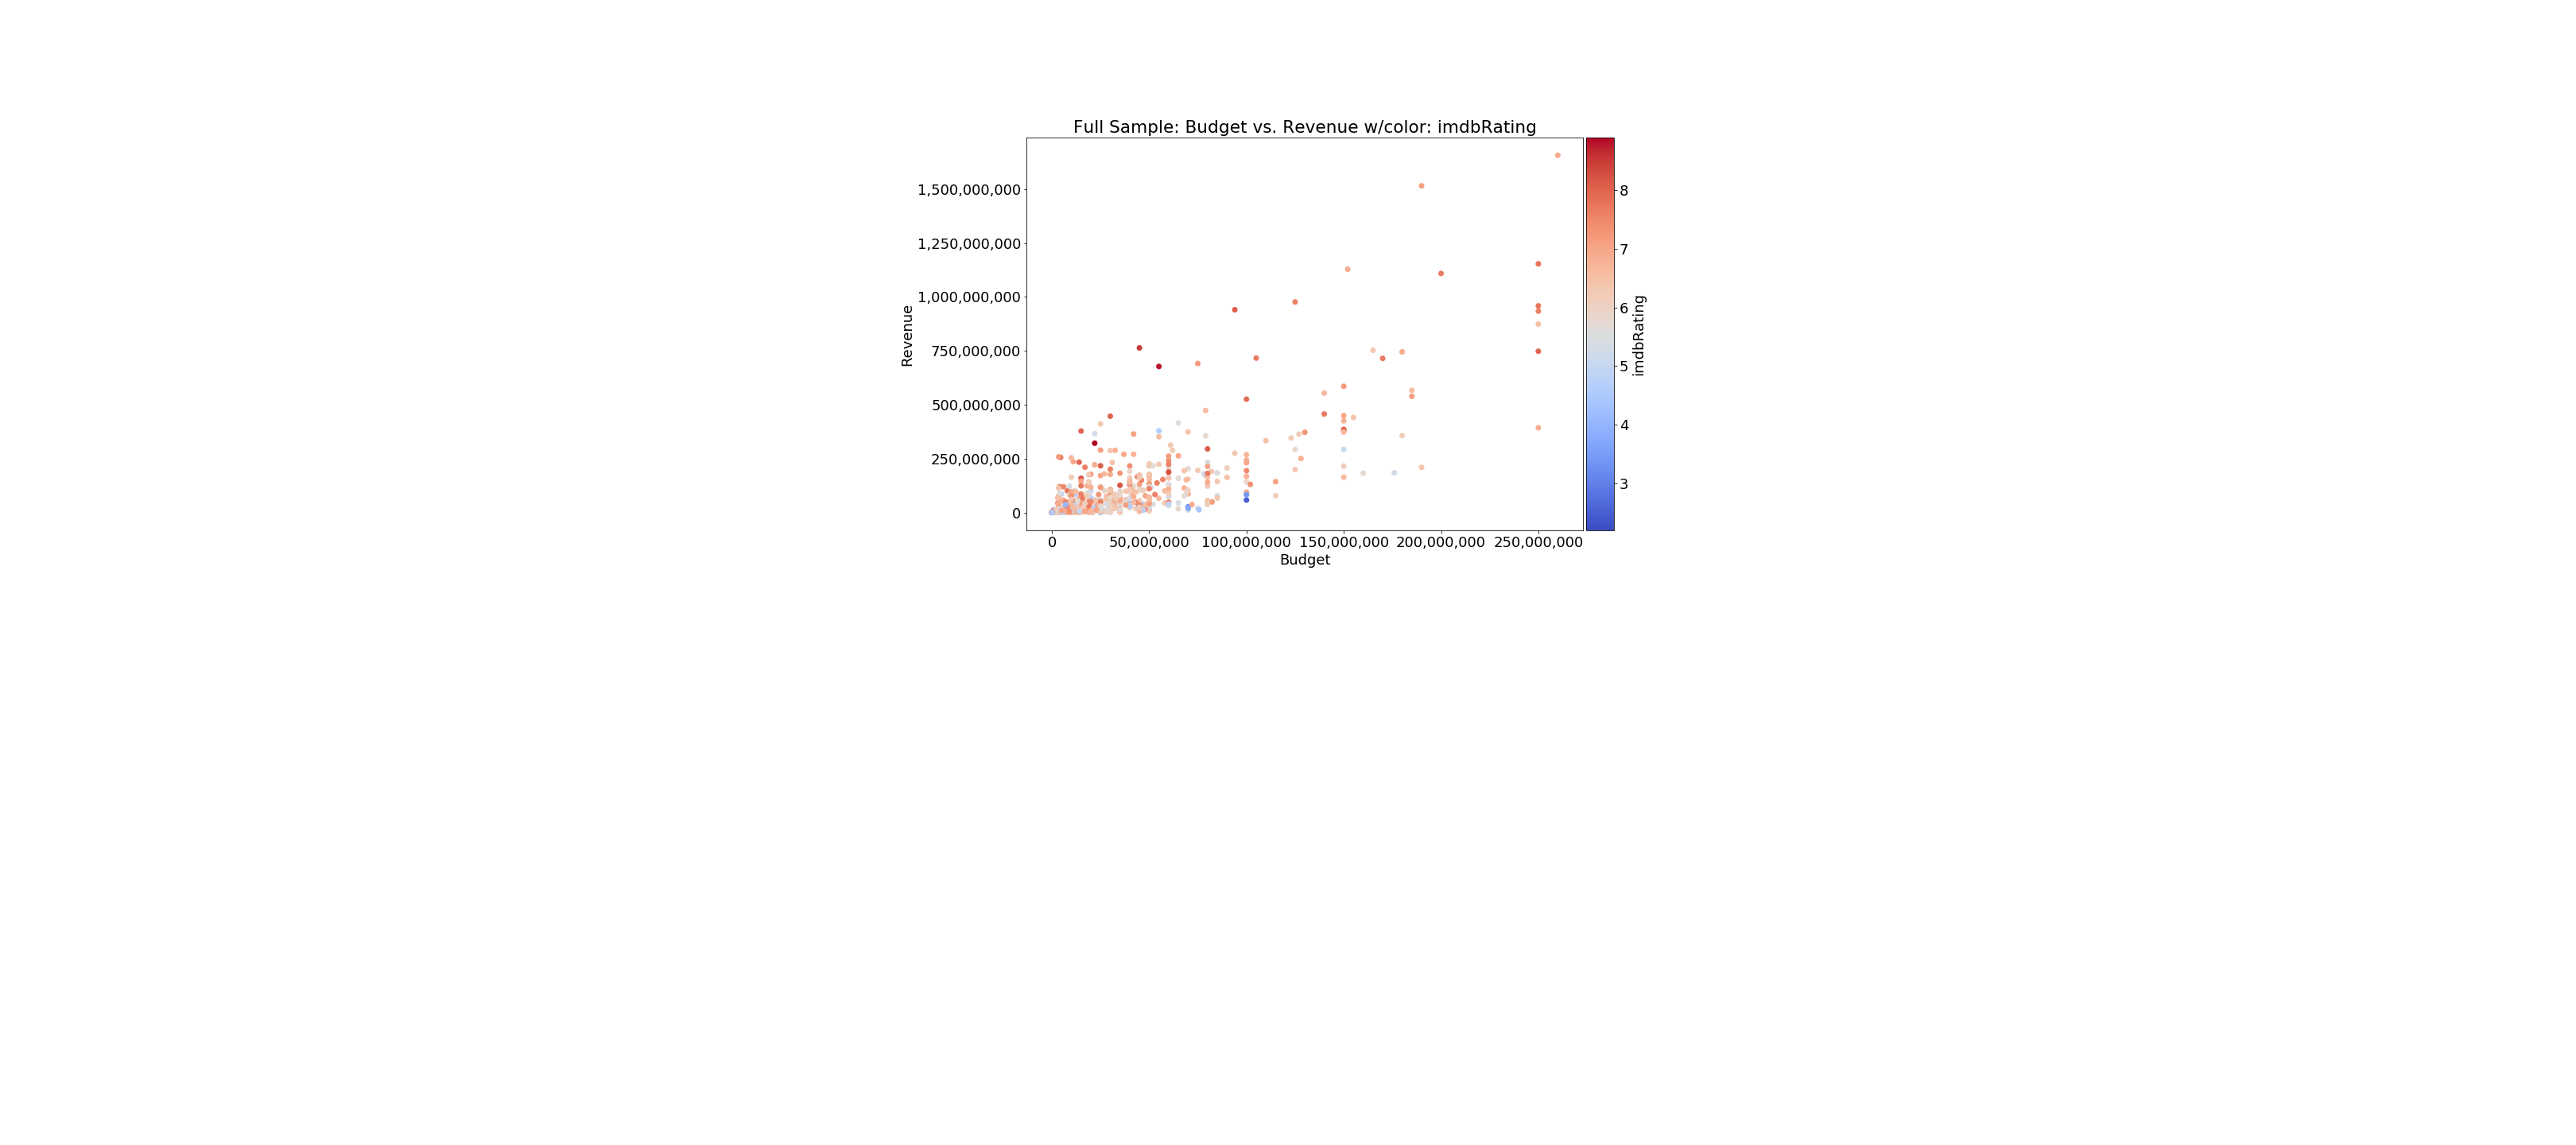 Full Sample: Budget vs. Revenue w/color: imdbRating
1,500,000,000
1,250,000,000
1,000,000,000
750,000,000
500,000,000
250,000,000
0
Revenue
0 50,000,000 100,000,000 150,000,000 200,000,000 250,000,000
Budget
8
7
6
5
4
3
imdbRating